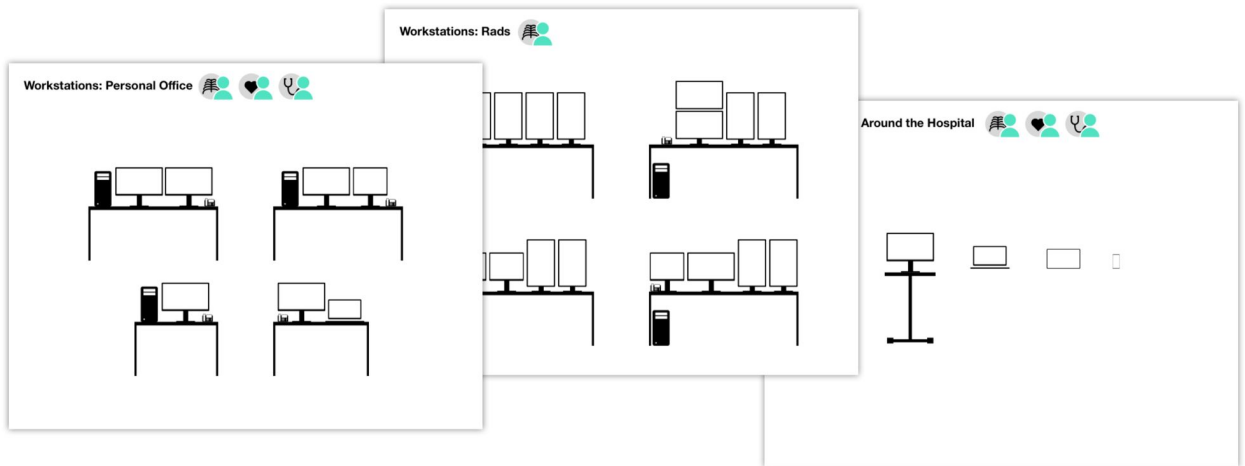 Workstations: Rads
Workstations: Personal Office
Around the Hospital